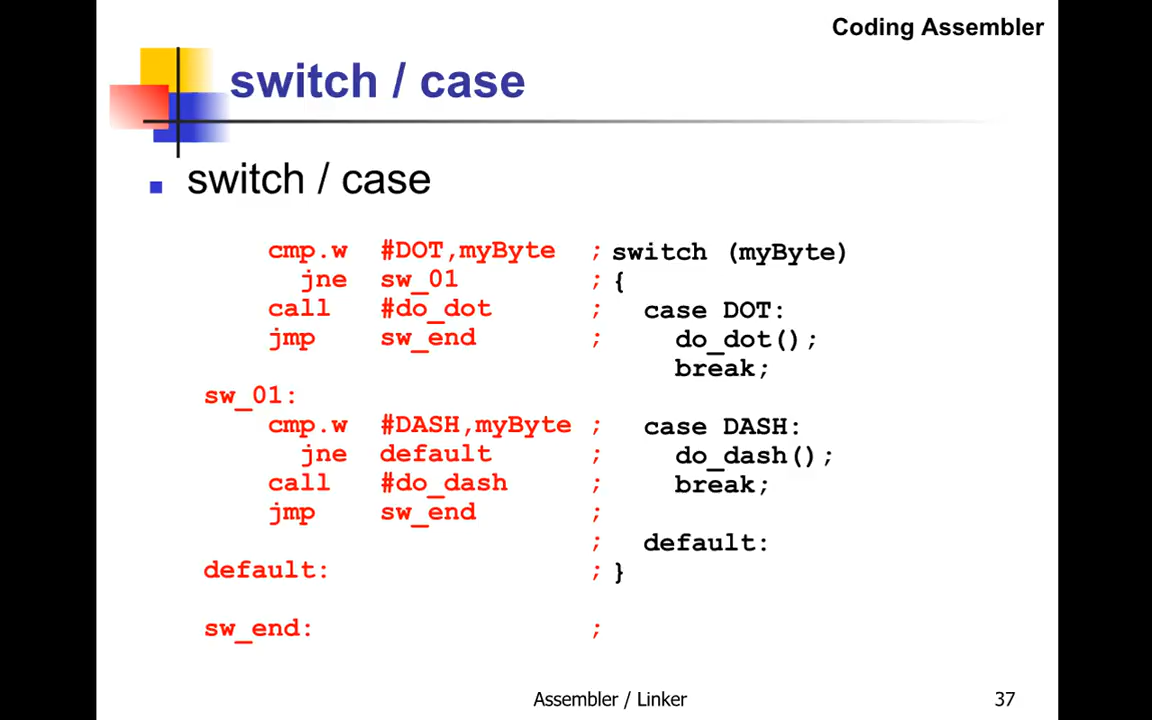 Coding Assembler
switch / case
switch / case
cmp.w #DOT,myByte ; switch (myByte)
jne sw_01 ; {
call #do_dot ; case DOT:
jmp sw_end ; do_dot();
break;
sw_01:
cmp.w #DASH,myByte ; case DASH:
jne default ; do_dash();
call #do_dash ; break;
jmp sw_end ;
; default:
default: ; }
sw_end: ;
Assembler / Linker 37